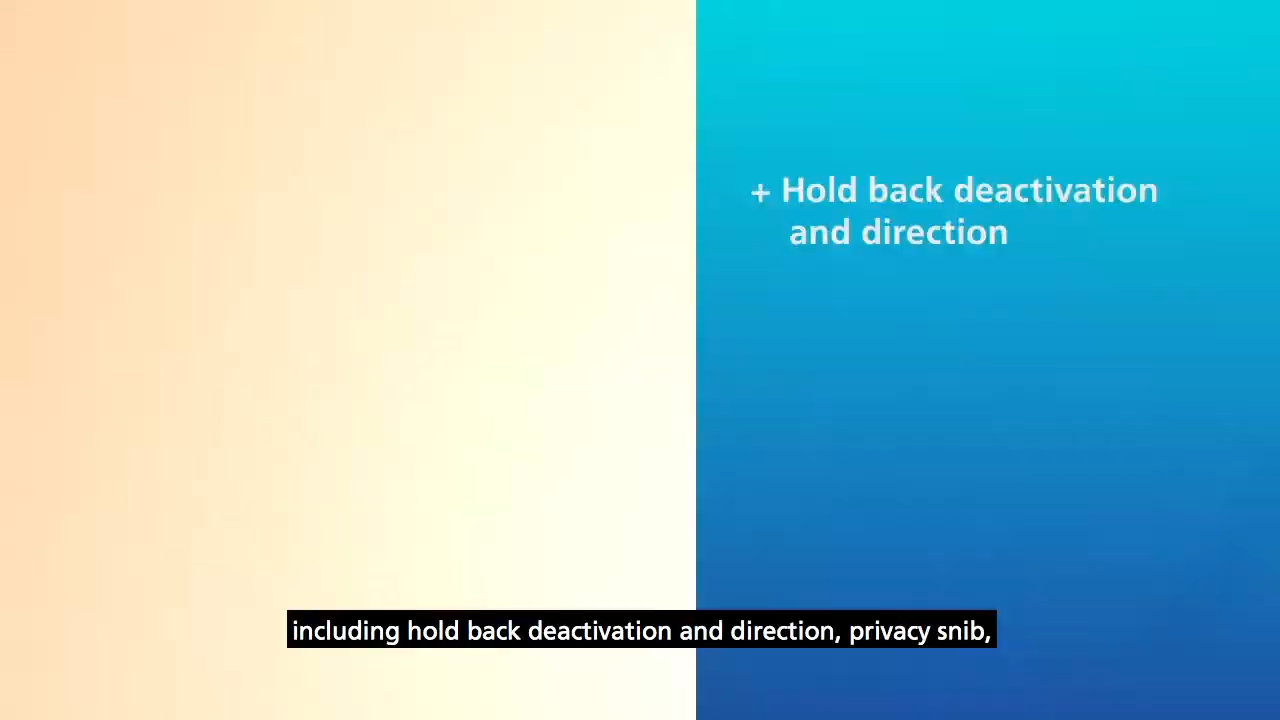 + Hold back deactivation
and direction
including hold back deactivation and direction, privacy snib,